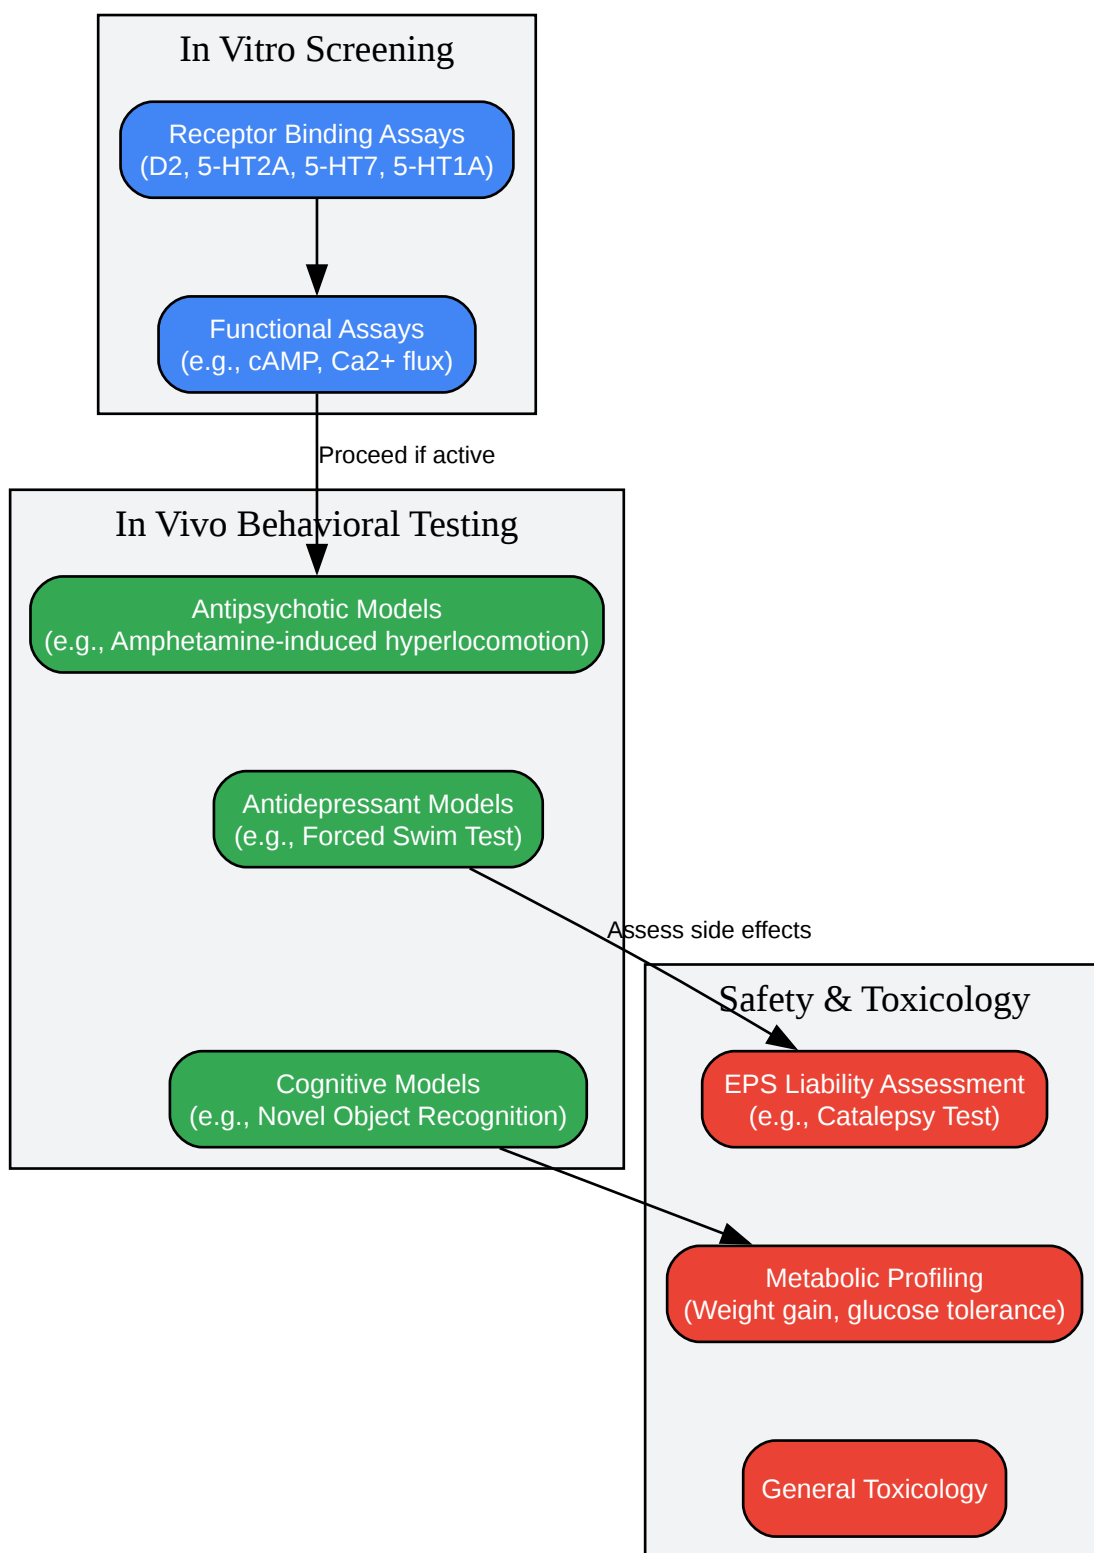 In Vitro Screening
Receptor Binding Assays
(D2, 5-HT2A, 5-HT7, 5-HT1A)
Functional Assays
(e.g., cAMP, Ca2+ flux)
Proceed if active
In Vivo Behavioral Testing
Antipsychotic Models
(e.g., Amphetamine-induced hyperlocomotion)
Antidepressant Models
(e.g., Forced Swim Test)
Assess side effects
Safety & Toxicology
Cognitive Models
(e.g., Novel Object Recognition)
EPS Liability Assessment
(e.g., Catalepsy Test)
Metabolic Profiling
(Weight gain, glucose tolerance)
General Toxicology